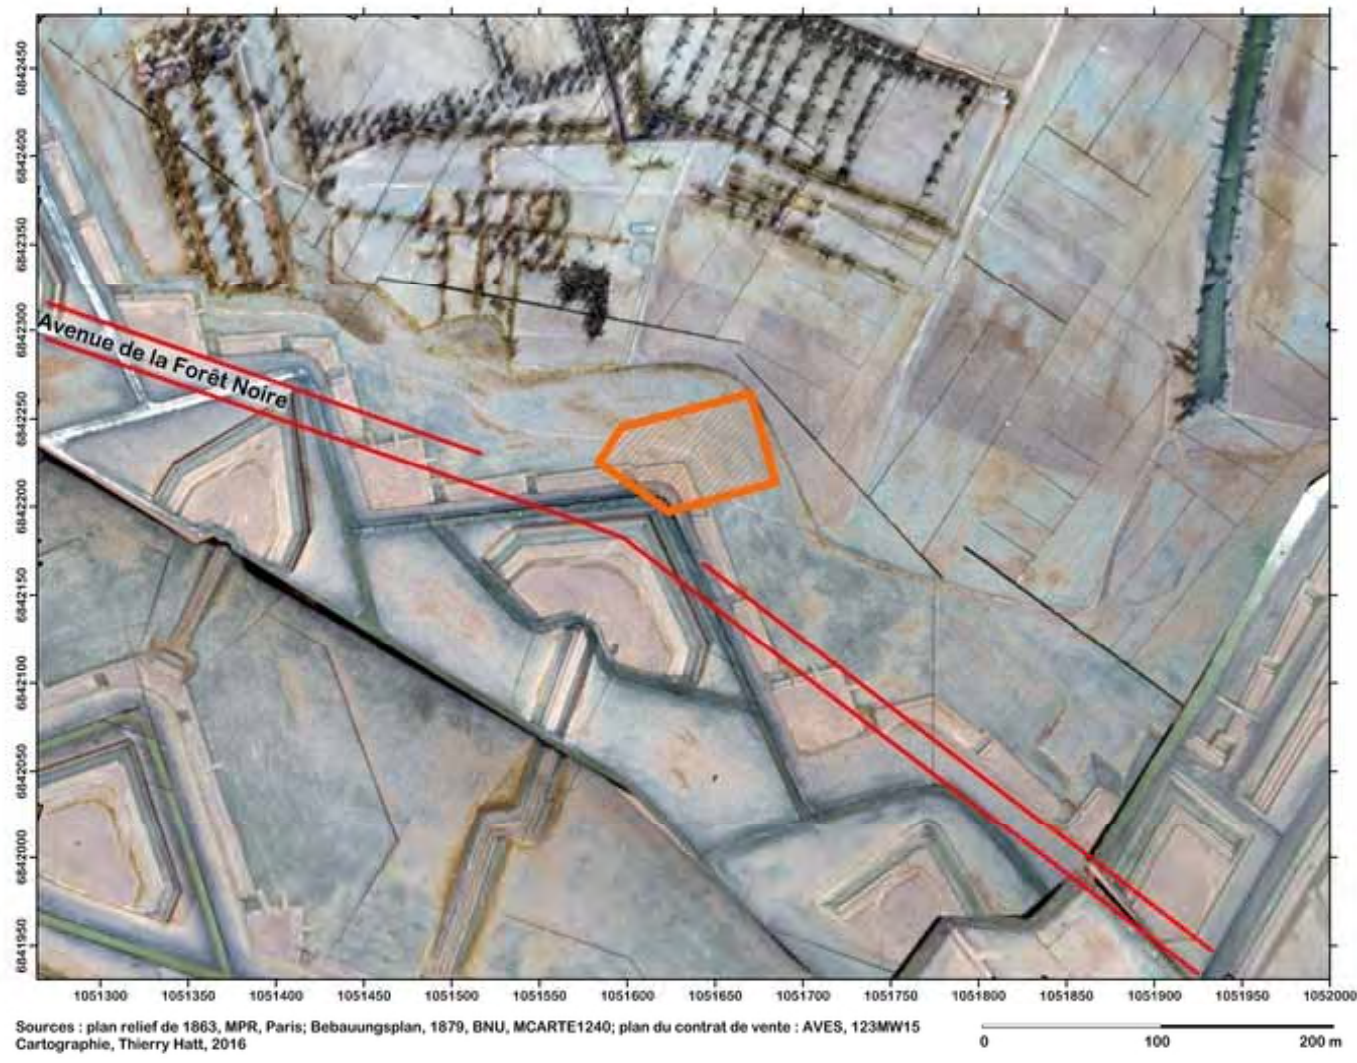 6842450
6842400
6842350
6842300
6842250
6842200
6842150
6842100
6842050
6842000
6841950
Avenue de la Forêt Noire
1051300 1051350 1051400 1051450 1051500 1051550 1051600 1051650 1051700 1051750 1051800 1051850 1051900 1051950 1052000
Sources : plan relief de 1863, MPR, Paris; Bebauungsplan, 1879, BNU, MCARTE1240; plan du contrat de vente : AVES, 123MW15
Cartographie, Thierry Hatt, 2016
0 100 200 m